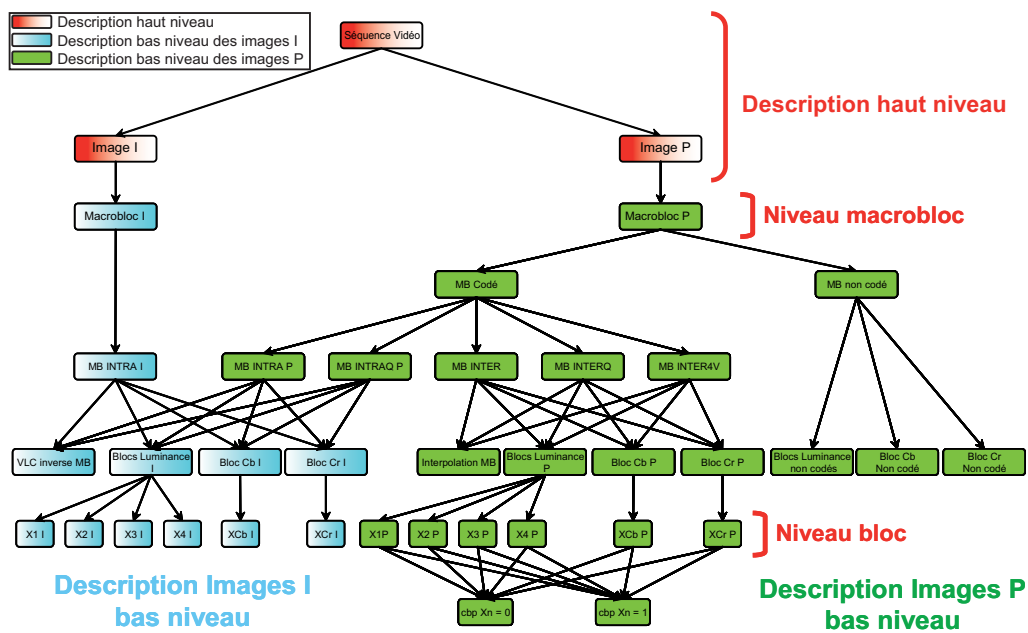 Description haut niveau
Description bas niveau des images I
Description bas niveau des images P
Séquence Vidéo
Description haut niveau
Image I
Image P
Macrobloc I
Macrobloc P
Niveau macrobloc
MB Codé
MB non codé
MB INTRA I
MB INTRA P
MB INTRAQ P
MB INTER
MB INTERQ
MB INTER4V
VLC inverse MB
Blocs Luminance
I
Bloc Cb I
Bloc Cr I
Interpolation MB
Blocs Luminance
P
Bloc Cb P
Bloc Cr P
Blocs Luminance
non codés
Bloc Cb
Non codé
Bloc Cr
Non codé
X1 I
X2 I
X3 I
X4 I
XCb I
XCr I
X1P
X2 P
X3 P
X4 P
XCb P
XCr P
Niveau bloc
Description Images I
bas niveau
cbp Xn = 0
cbp Xn = 1
Description Images P
bas niveau